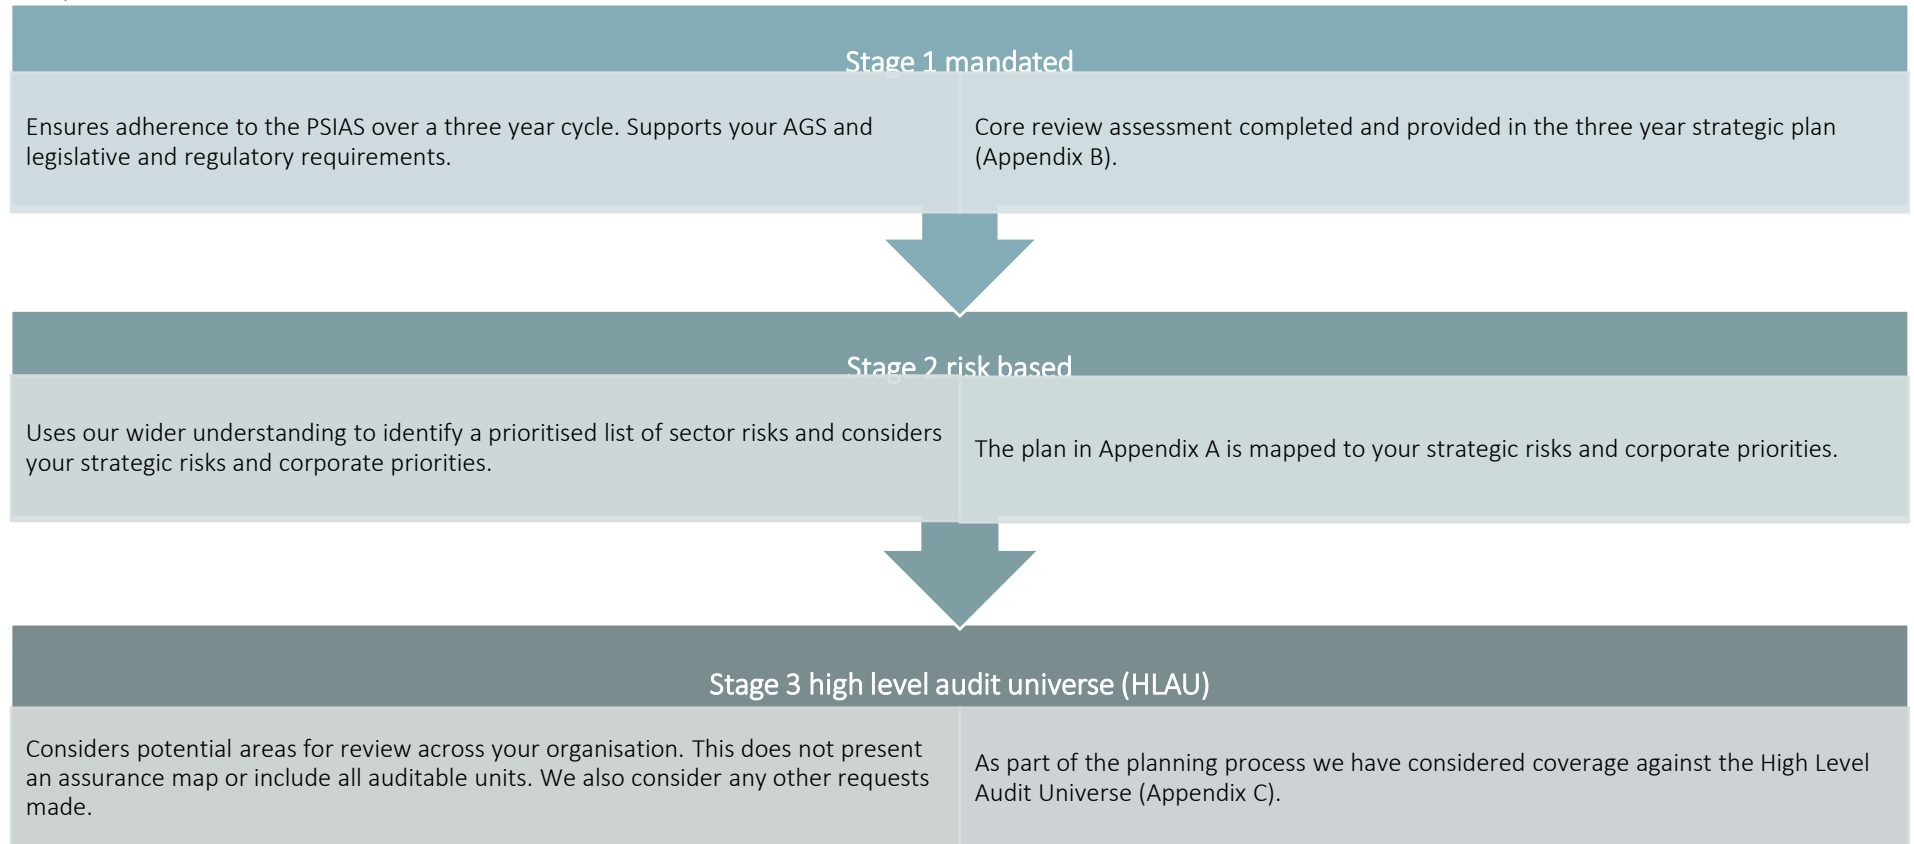 Stage 1 mandated
Ensures adherence to the PSIAS over a three year cycle. Supports your AGS and
legislative and regulatory requirements.
Core review assessment completed and provided in the three year strategic plan
(Appendix B).
Stage 2 risk based
Uses our wider understanding to identify a prioritised list of sector risks and considers
your strategic risks and corporate priorities.
The plan in Appendix A is mapped to your strategic risks and corporate priorities.
Stage 3 high level audit universe (HLAU)
Considers potential areas for review across your organisation. This does not present
an assurance map or include all auditable units. We also consider any other requests
made.
As part of the planning process we have considered coverage against the High Level
Audit Universe (Appendix C).